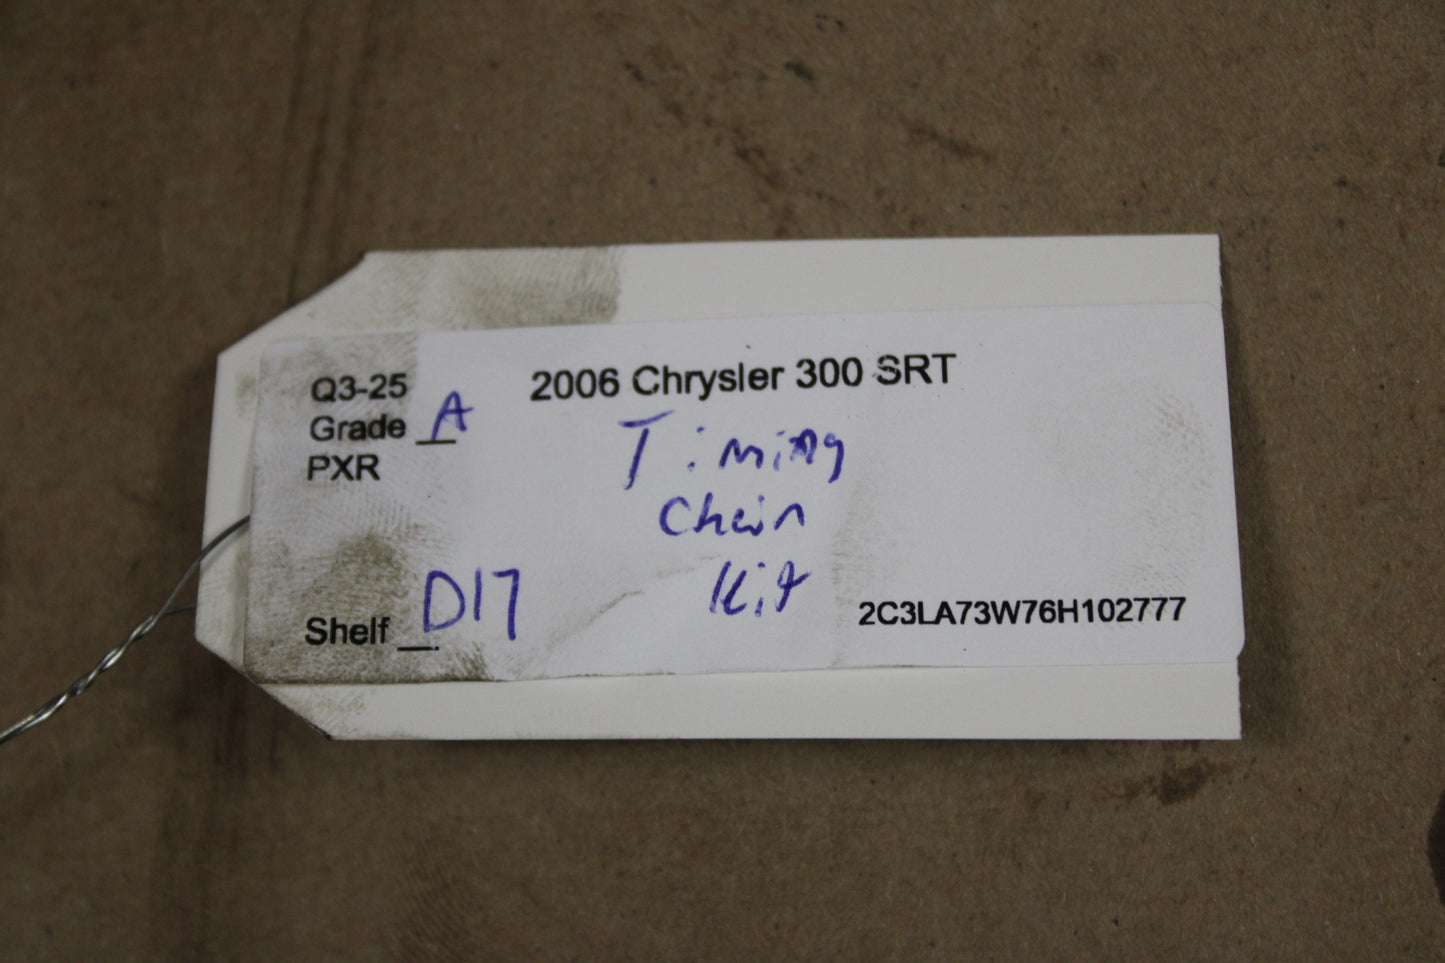 Q3-25 2006 Chrysler 300 SRT
Grade A
PXR
Timing
Chain
Kit
Shelf D17
2C3LA73W76H102777